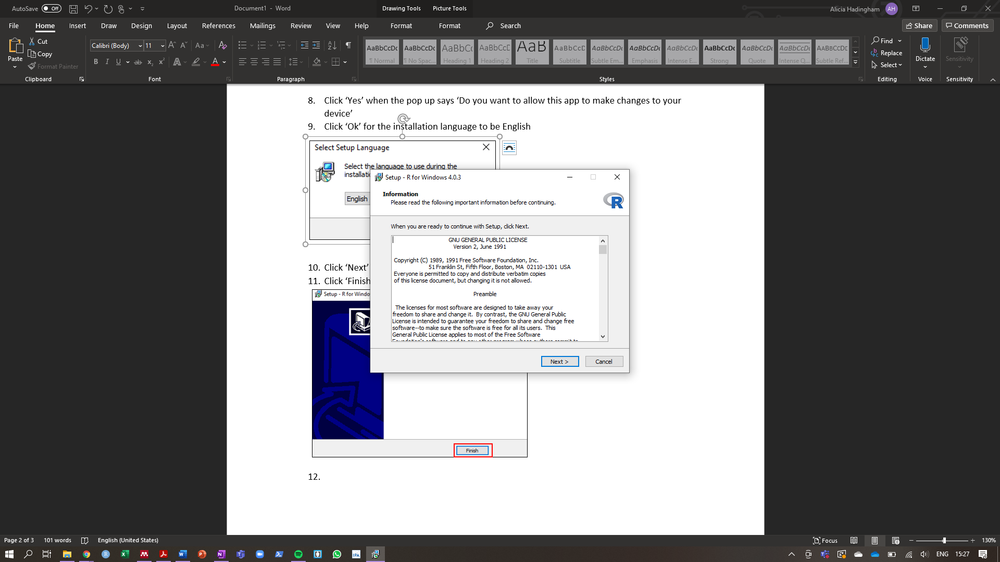 AutoSave Off
Document1 - Word
Drawing Tools Picture Tools
Alicia Hadingham AH
File Home Insert Draw Design Layout References Mailings Review View Help Format Format Search
Share Comments
Paste
Cut
Copy
Format Painter
Clipboard
Calibri (Body) 11
Font
Paragraph
AaBbCcDc AaBbCcDc AaBbCc AaBbCcD AaB AaBbCcD AaBbCcDc AaBbCcDc AaBbCcDc AaBbCcDc AaBbCcDc AaBbCcDc AaBbCcDc
¶ Normal ¶ No Spac... Heading 1 Heading 2 Title Subtitle Subtle Em... Emphasis Intense E... Strong Quote Intense Q... Subtle Ref...
Styles
Find
Replace
Select
Editing
Dictate
Voice
Sensitivity
Sensitivity
8. Click ‘Yes’ when the pop up says ‘Do you want to allow this app to make changes to your
device’
9. Click ‘Ok’ for the installation language to be English
Select Setup Language
Select the language to use during the
English
Setup - R for Windows 4.0.3
Information
Please read the following important information before continuing.
R
When you are ready to continue with Setup, click Next.
GNU GENERAL PUBLIC LICENSE
Version 2, June 1991
Copyright (C) 1989, 1991 Free Software Foundation, Inc.
51 Franklin St, Fifth Floor, Boston, MA 02110-1301 USA
Everyone is permitted to copy and distribute verbatim copies
of this license document, but changing it is not allowed.
Preamble
The licenses for most software are designed to take away your
freedom to share and change it. By contrast, the GNU General Public
License is intended to guarantee your freedom to share and change free
software--to make sure the software is free for all its users. This
General Public License applies to most of the Free Software
Foundation's software and to any other program whose authors commit to
Next >
Cancel
10. Click ‘Next’
11. Click ‘Finish
Setup - R for Windo
Finish
12.
Page 2 of 3 101 words English (United States)
Focus
130%
ENG 15:27